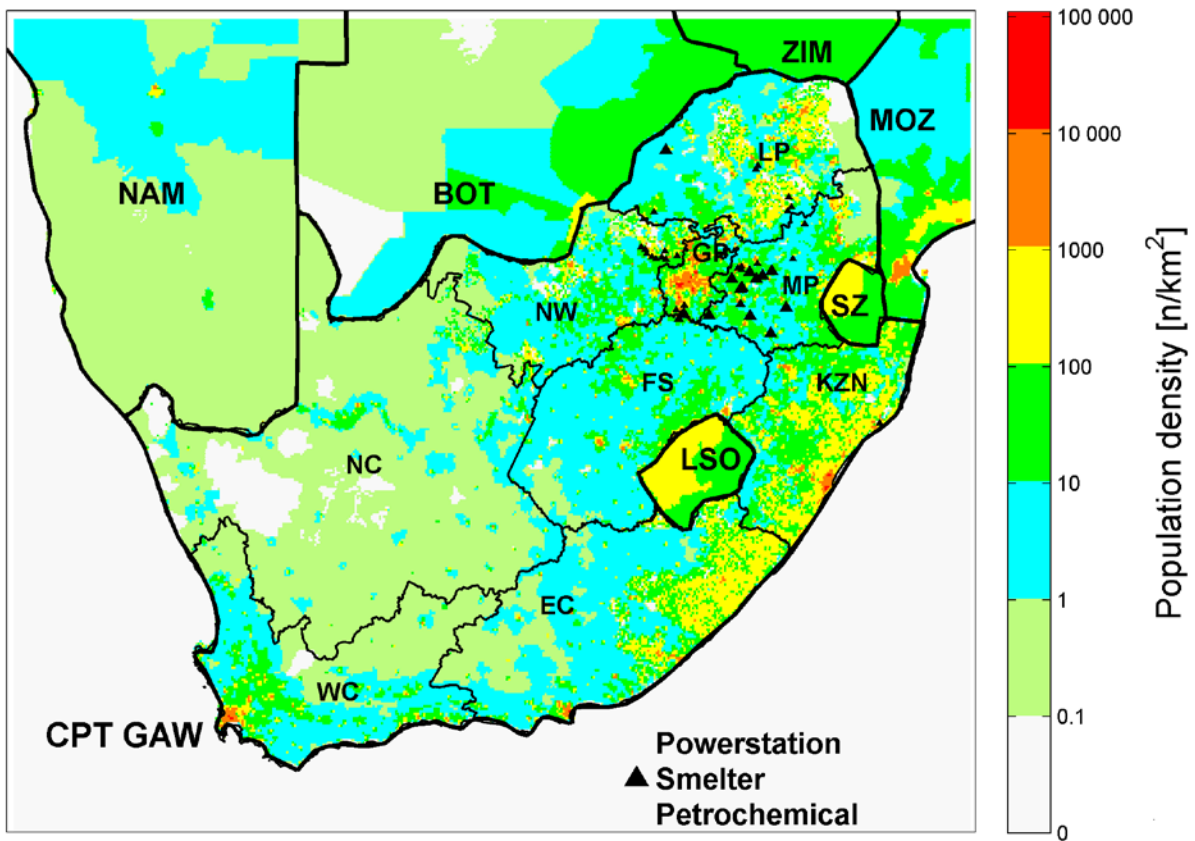 ZIM
MOZ
LP
NAM
BOT
GP
MP
SZ
NW
FS
KZN
NC
LSO
EC
WC
CPT GAW
Powerstation
Smelter
Petrochemical
100 000
10 000
1000
100
10
1
0.1
0
Population density [n/km²]